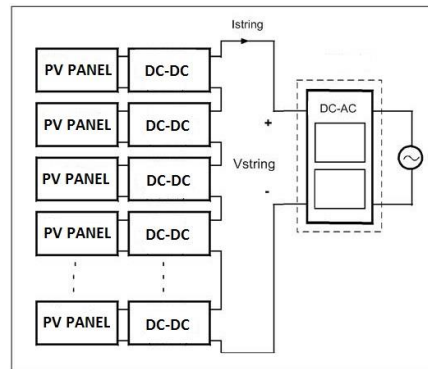 Istring
PV PANEL DC-DC
PV PANEL DC-DC
PV PANEL DC-DC
PV PANEL DC-DC
PV PANEL DC-DC
+
Vstring
-
DC-AC